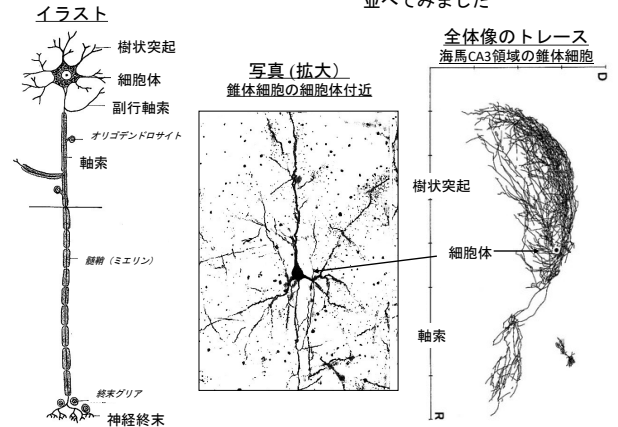 並べてみました
イラスト
樹状突起
細胞体
副行軸索
オリゴデンドロサイト
軸索
髄鞘（ミエリン）
終末グリア
神経終末
写真 (拡大)
錐体細胞の細胞体付近
全体像のトレース
海馬CA3領域の錐体細胞
D
樹状突起
細胞体
軸索
R